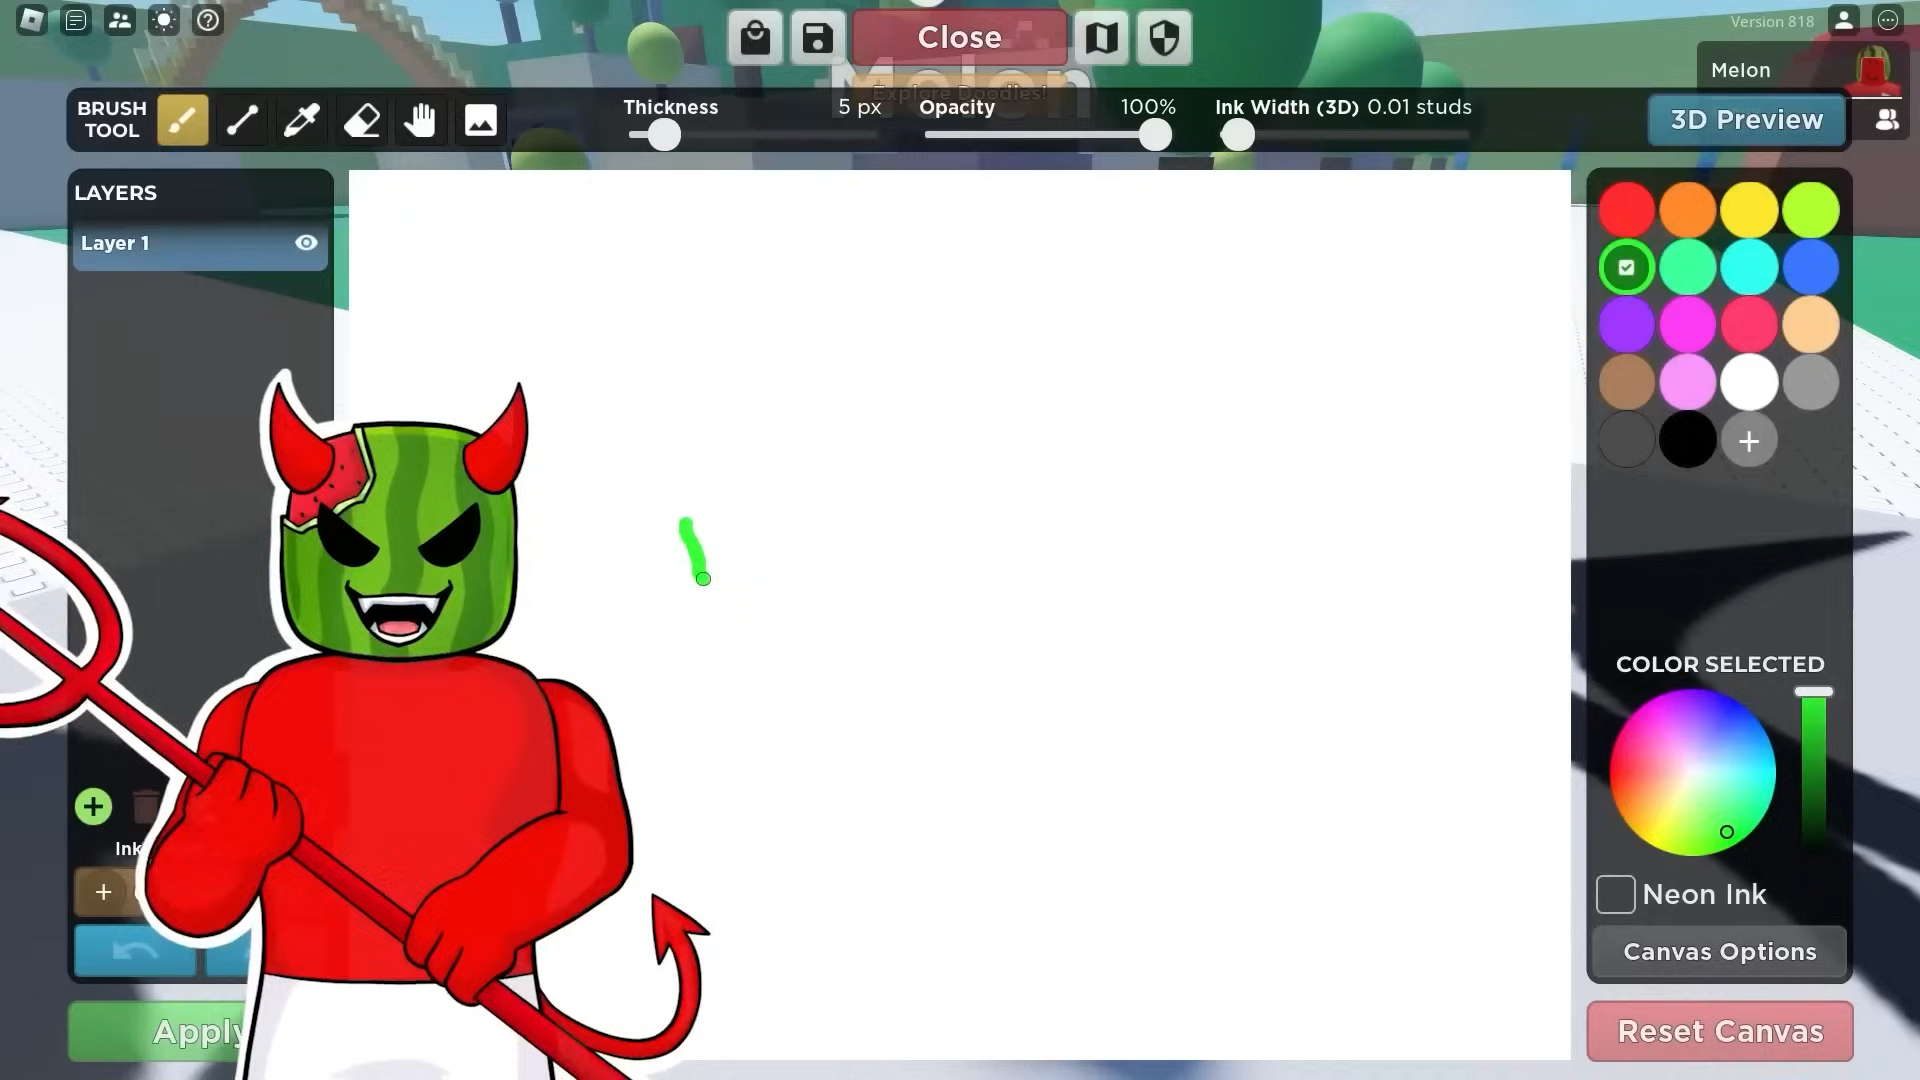 Version 818
Close
Melon
Melon
Explore Doodles!
BRUSH
TOOL
Thickness
5 px
Opacity
100%
Ink Width (3D) 0.01 studs
3D Preview
LAYERS
Layer 1
COLOR SELECTED
Ink
Neon Ink
Canvas Options
Apply
Reset Canvas